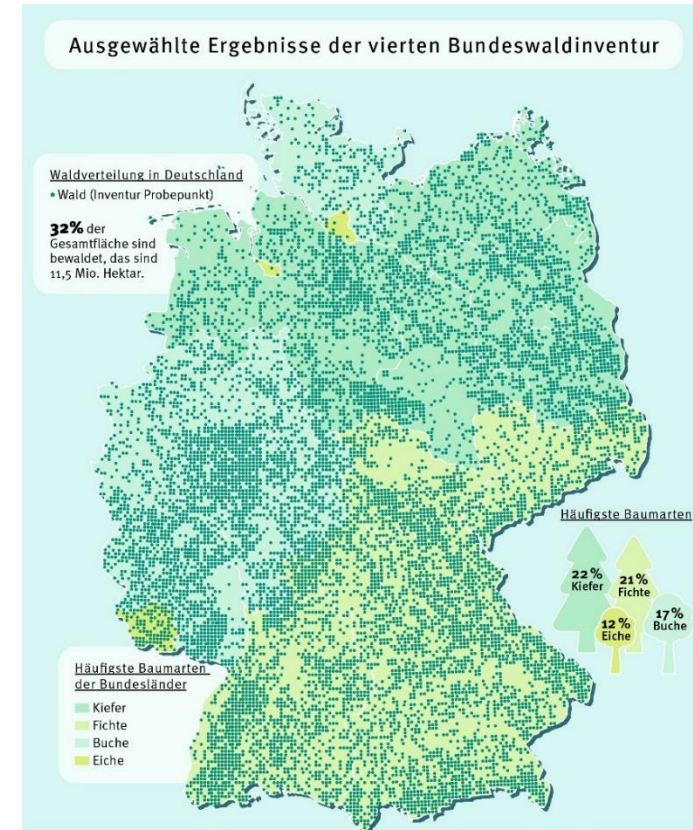 Ausgewählte Ergebnisse der vierten Bundeswaldinventur
Waldverteilung in Deutschland
• Wald (Inventur Probepunkt)
32% der
Gesamtfläche sind
bewaldet, das sind
11,5 Mio. Hektar.
Häufigste Baumarten
22 %
Kiefer
21 %
Fichte
12 %
Eiche
17 %
Buche
Häufigste Baumarten
der Bundesländer
Kiefer
Fichte
Buche
Eiche